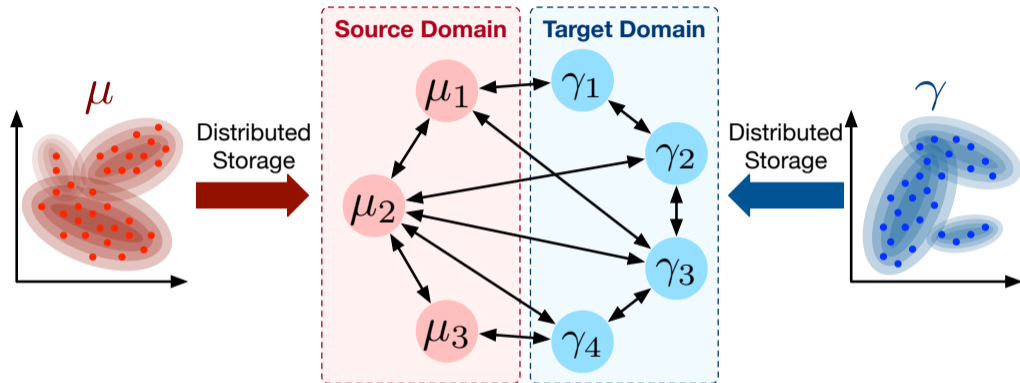 Source Domain
Target Domain
μ
Distributed
Storage
μ₁
μ₂
μ₃
γ₁
γ₂
γ₃
γ₄
Distributed
Storage
γ